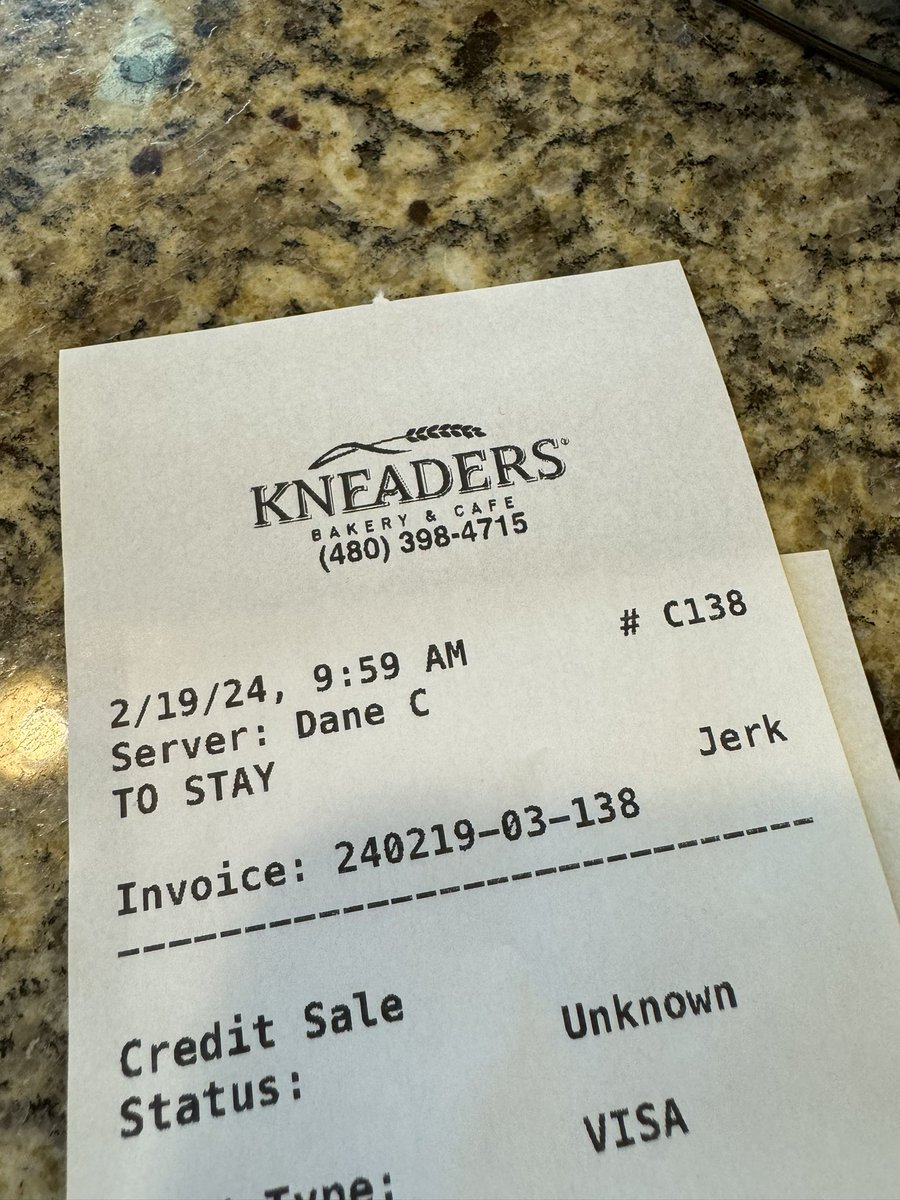 KNEADERS®
BAKERY & CAFE
(480) 398-4715
# C138
2/19/24, 9:59 AM
Server: Dane C
TO STAY Jerk
Invoice: 240219-03-138
--------------------------------
Credit Sale Unknown
Status:
VISA
Type: